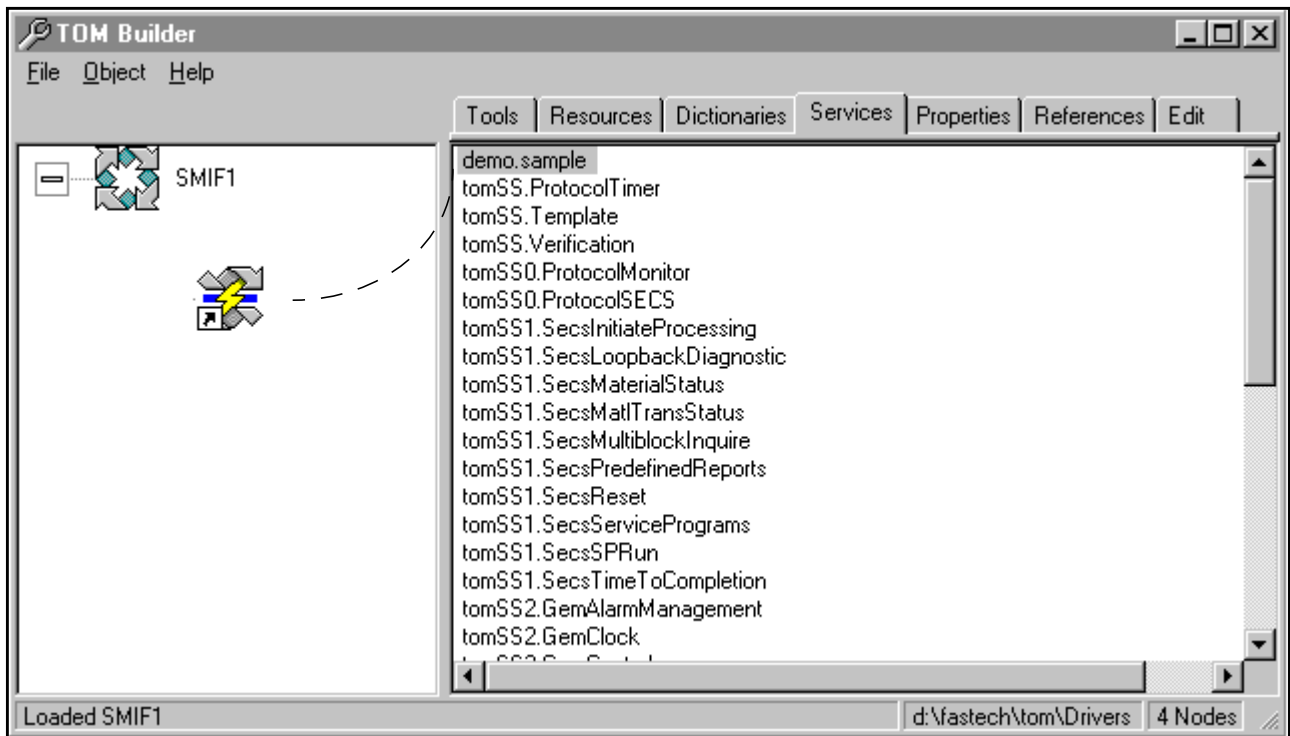 TOM Builder
File Object Help
Tools Resources Dictionaries Services Properties References Edit
SMIF1
demo.sample
tomSS.ProtocolTimer
tomSS.Template
tomSS.Verification
tomSS0.ProtocolMonitor
tomSS0.ProtocolSECS
tomSS1.SecsInitiateProcessing
tomSS1.SecsLoopbackDiagnostic
tomSS1.SecsMaterialStatus
tomSS1.SecsMatlTransStatus
tomSS1.SecsMultiblockInquire
tomSS1.SecsPredefinedReports
tomSS1.SecsReset
tomSS1.SecsServicePrograms
tomSS1.SecsSPRun
tomSS1.SecsTimeToCompletion
tomSS2.GemAlarmManagement
tomSS2.GemClock
Loaded SMIF1 d:\fastech\tom\Drivers 4 Nodes